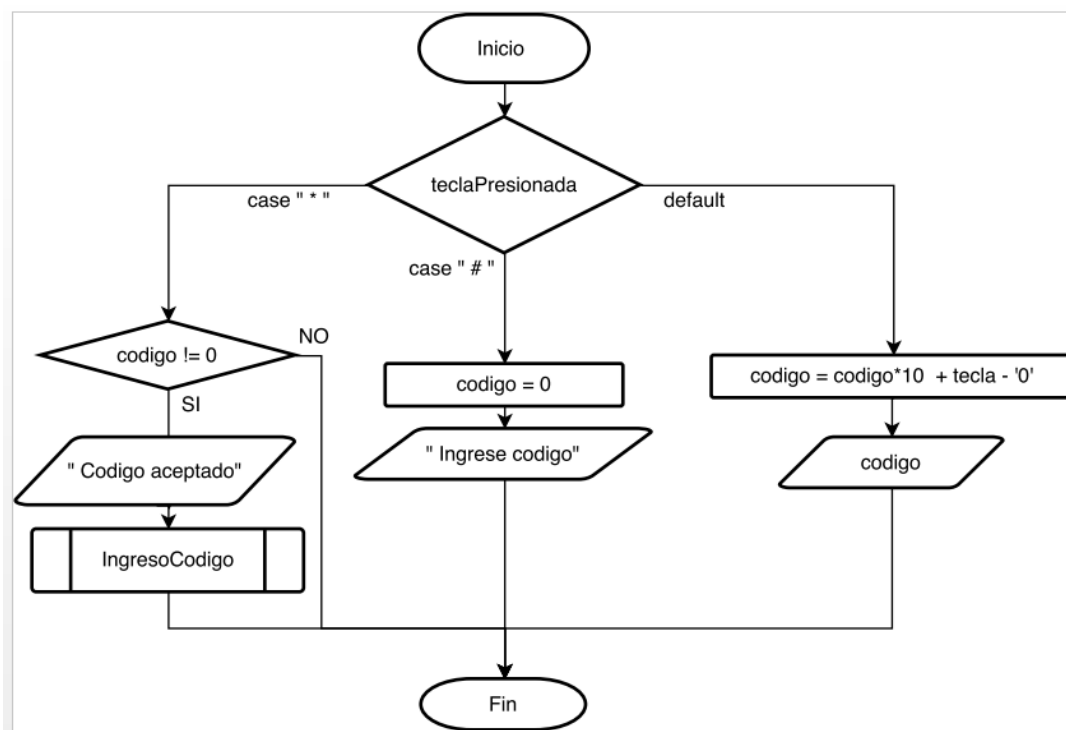 Inicio
teclaPresionada
case " * "
default
case " # "
NO
codigo != 0
codigo = 0
codigo = codigo*10 + tecla - '0'
SI
" Codigo aceptado"
" Ingrese codigo"
codigo
IngresoCodigo
Fin